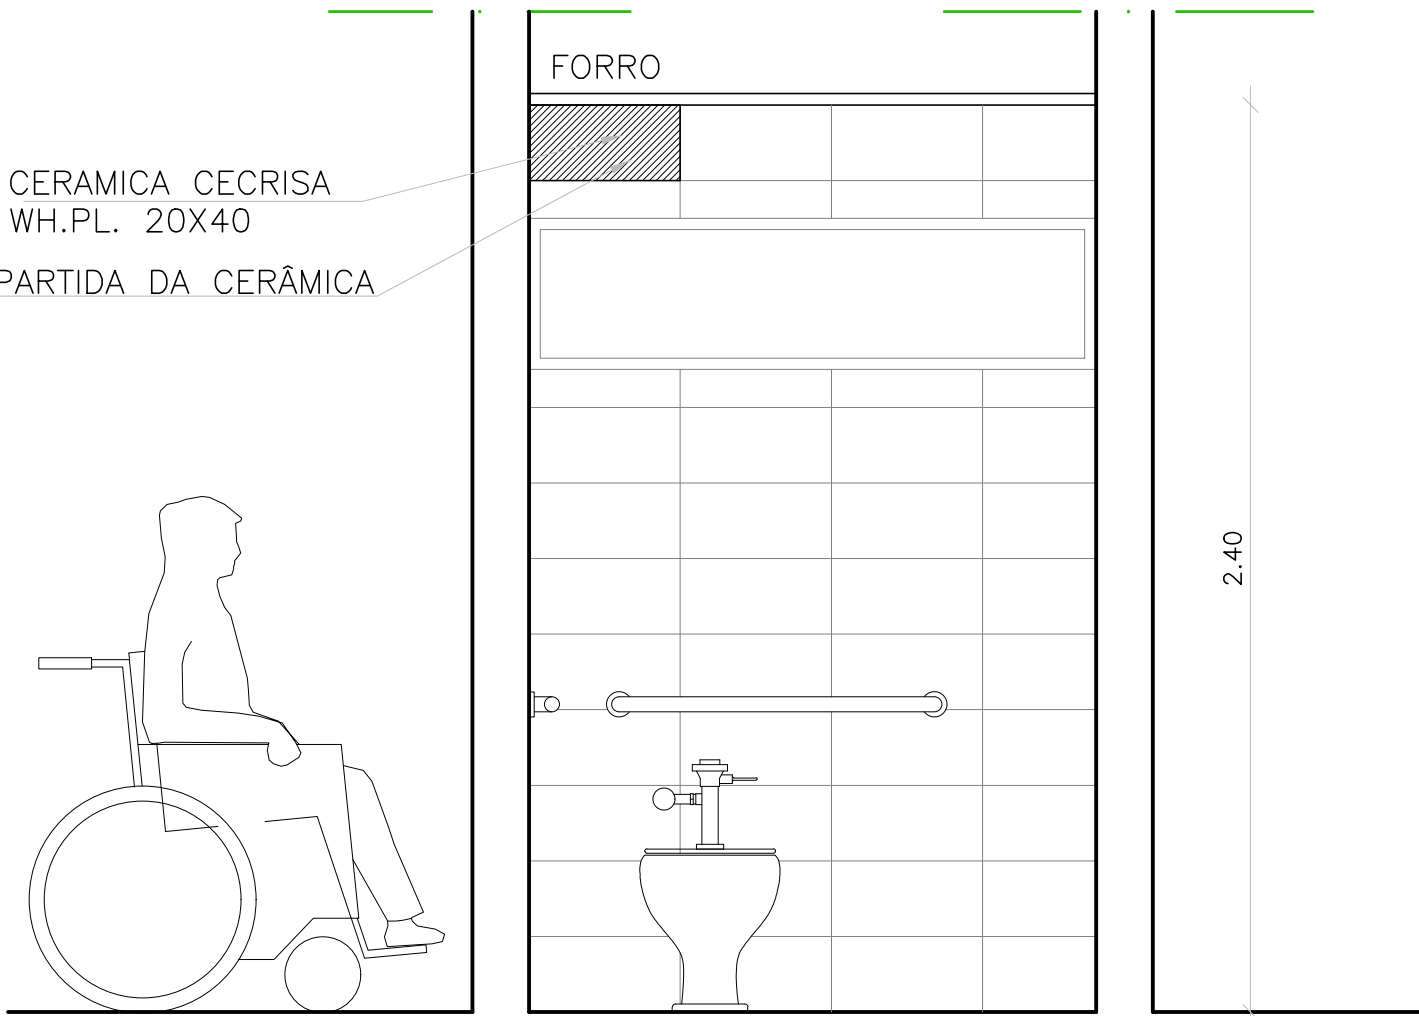 FORRO
CERAMICA CECRISA
WH.PL. 20X40
PARTIDA DA CERÂMICA
2.40